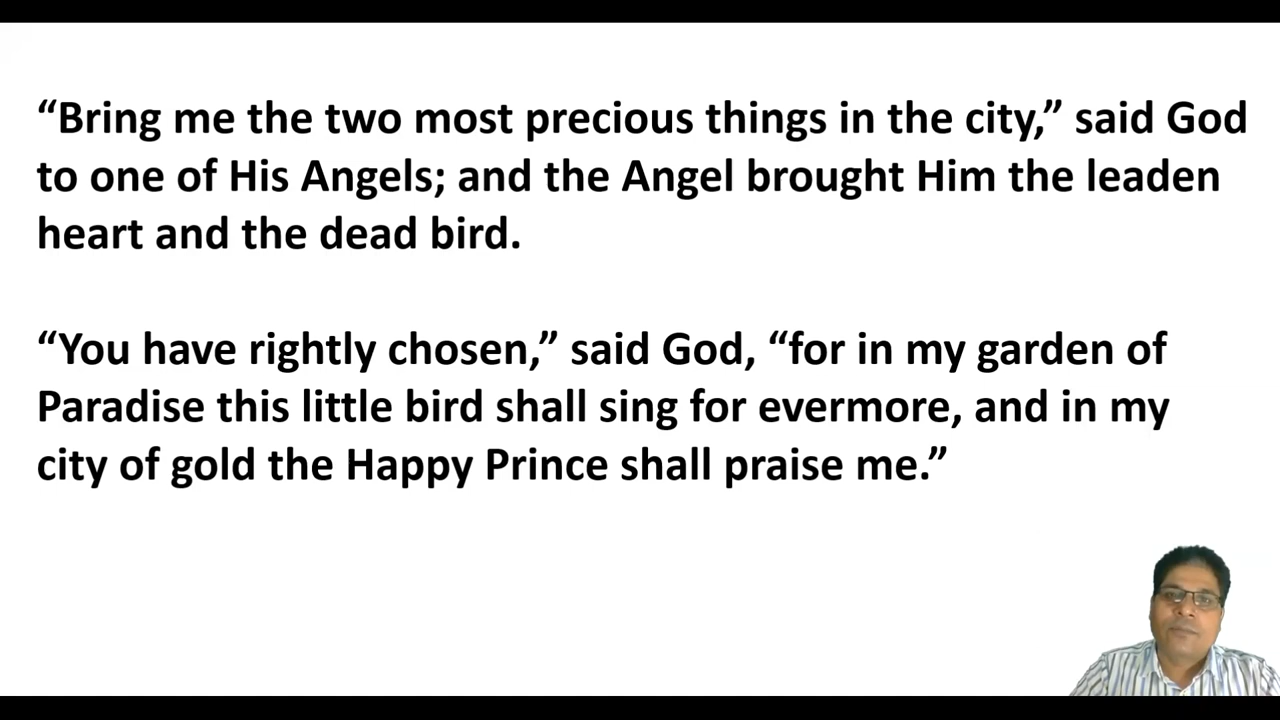 “Bring me the two most precious things in the city,” said God
to one of His Angels; and the Angel brought Him the leaden
heart and the dead bird.
“You have rightly chosen,” said God, “for in my garden of
Paradise this little bird shall sing for evermore, and in my
city of gold the Happy Prince shall praise me.”